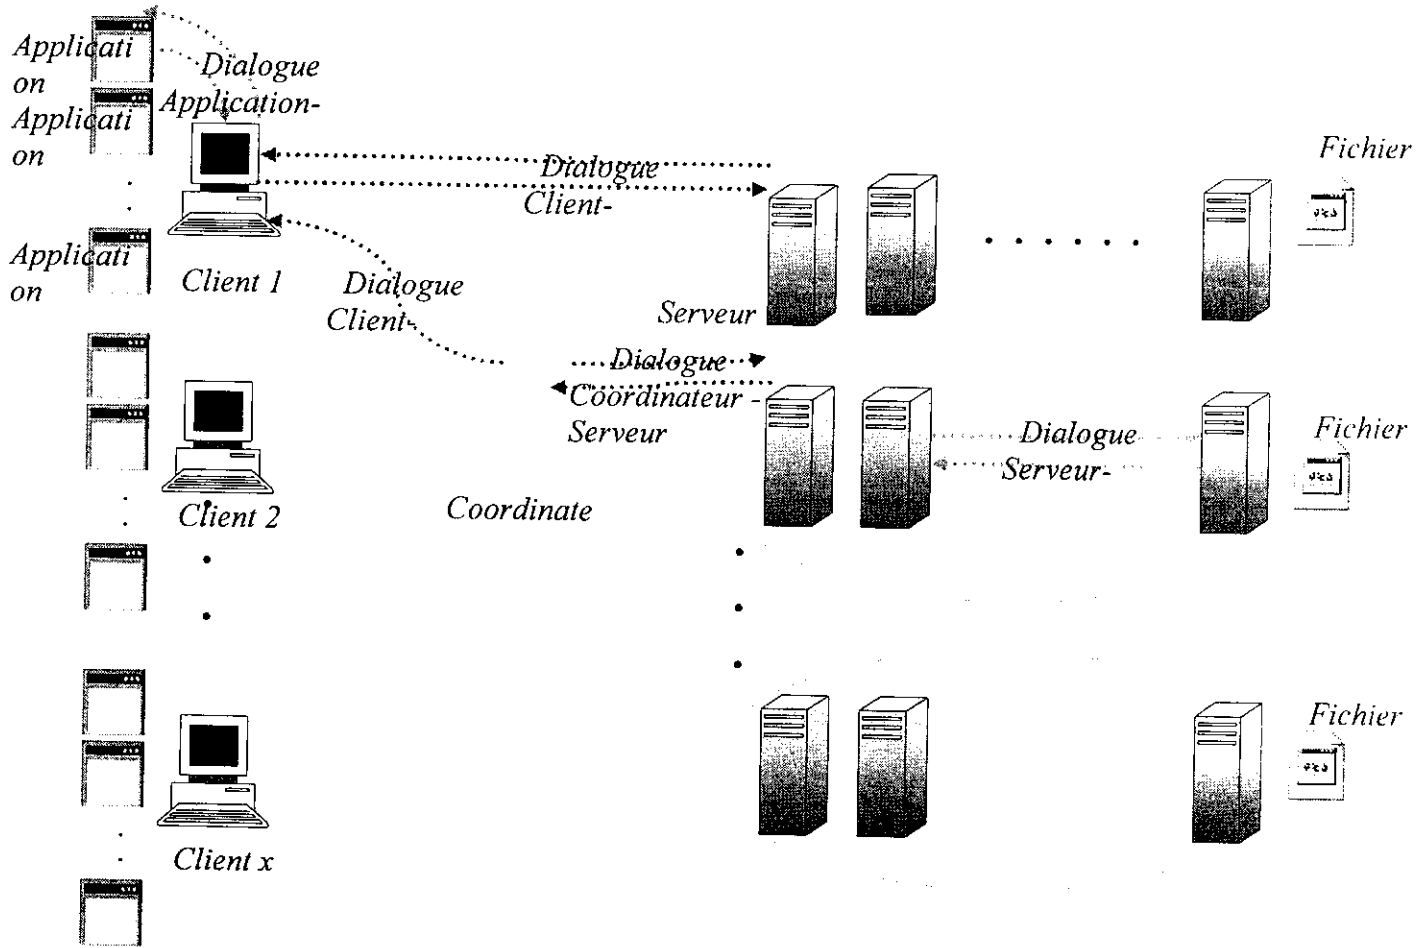 Applicati
on
Dialogue
Application-
Applicati
on
Applicati
on
Client 1
Dialogue
Client-
Dialogue
Client-
Serveur
Dialogue
Coordinateur -
Serveur
Fichier
Client 2
Coordinate
Dialogue
Serveur-
Fichier
Client x
Fichier